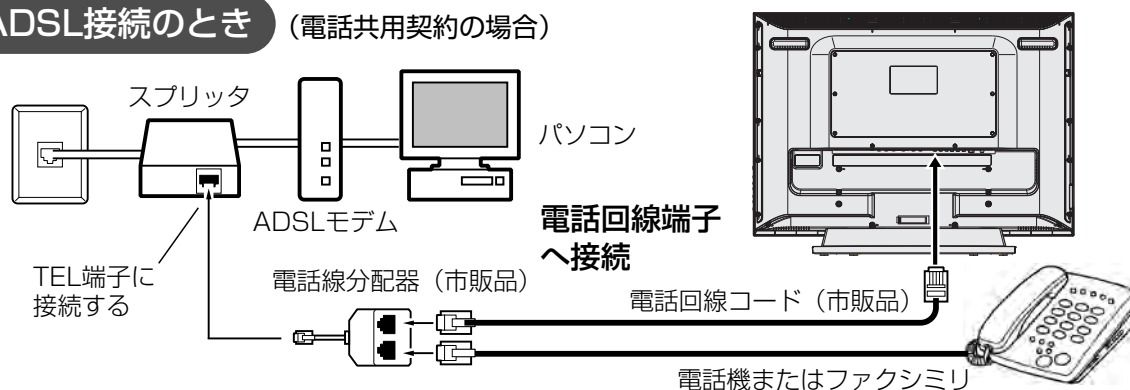 ADSL接続のとき
（電話共用契約の場合）
スプリッタ
パソコン
ADSLモデム
電話回線端子
へ接続
TEL端子に
接続する
電話線分配器（市販品）
電話回線コード（市販品）
電話機またはファクシミリ